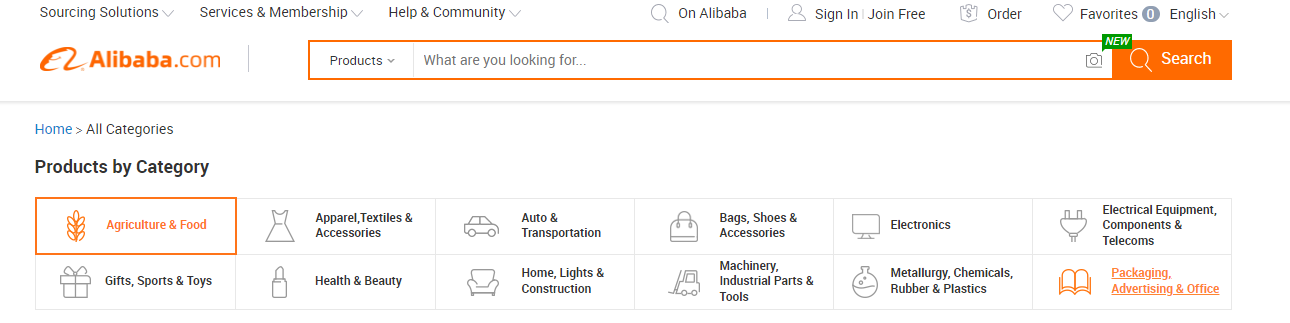 Sourcing Solutions Services & Membership Help & Community On Alibaba Sign In Join Free Order Favorites 0 English
Alibaba.com Products What are you looking for... NEW Search
Home > All Categories
Products by Category
Agriculture & Food
Apparel,Textiles &
Accessories
Auto &
Transportation
Bags, Shoes &
Accessories
Electronics
Electrical Equipment,
Components &
Telecoms
Gifts, Sports & Toys
Health & Beauty
Home, Lights &
Construction
Machinery,
Industrial Parts &
Tools
Metallurgy, Chemicals,
Rubber & Plastics
Packaging,
Advertising & Office